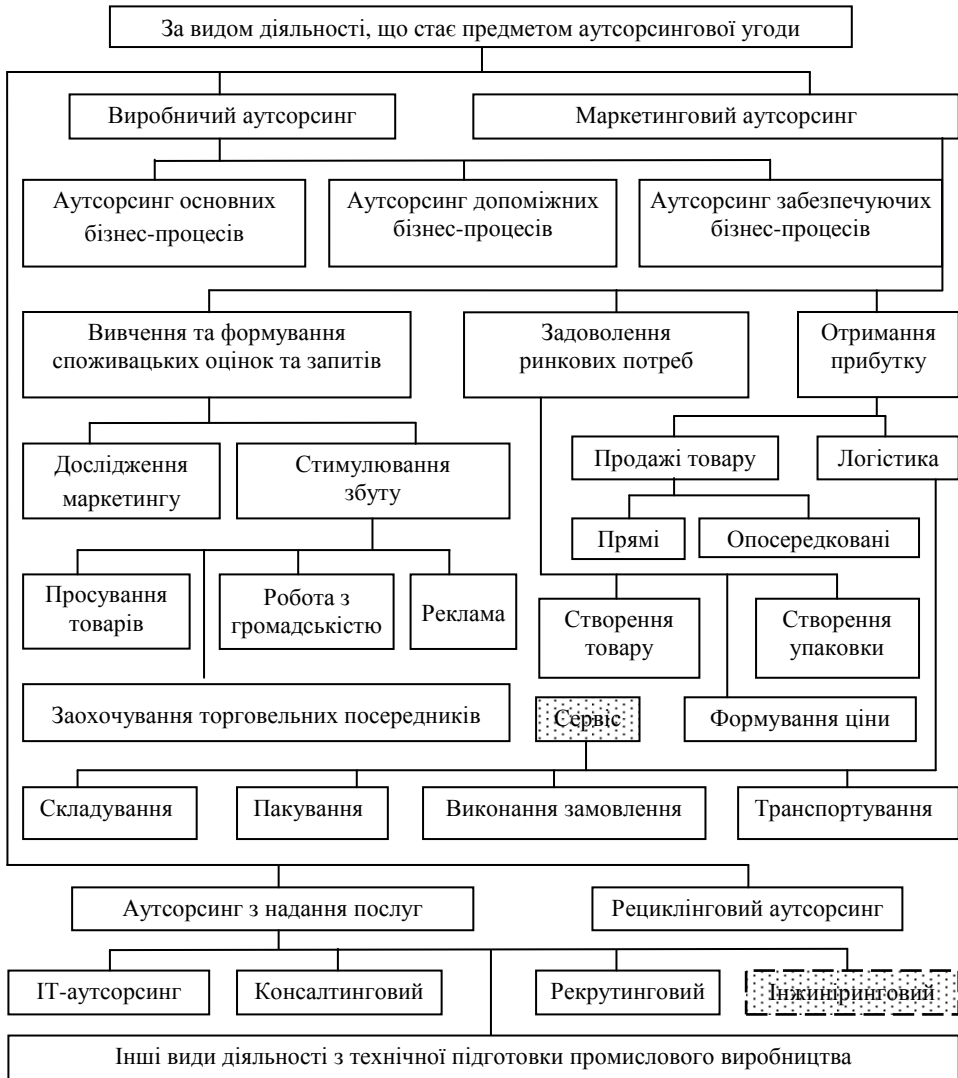 За видом діяльності, що стає предметом аутсорсингової угоди
Виробничий аутсорсинг
Маркетинговий аутсорсинг
Аутсорсинг основних
бізнес-процесів
Аутсорсинг допоміжних
бізнес-процесів
Аутсорсинг забезпечуючих
бізнес-процесів
Вивчення та формування
споживацьких оцінок та запитів
Задоволення
ринкових потреб
Отримання
прибутку
Дослідження
маркетингу
Стимулювання
збуту
Продажі товару
Логістика
Прямі
Опосередковані
Просування
товарів
Робота з
громадськістю
Реклама
Створення
товару
Створення
упаковки
Заохочування торговельних посередників
Сервіс
Формування ціни
Складування
Пакування
Виконання замовлення
Транспортування
Аутсорсинг з надання послуг
Рециклінговий аутсорсинг
ІТ-аутсорсинг
Консалтинговий
Рекрутинговий
Інжиніринговий
Інші види діяльності з технічної підготовки промислового виробництва